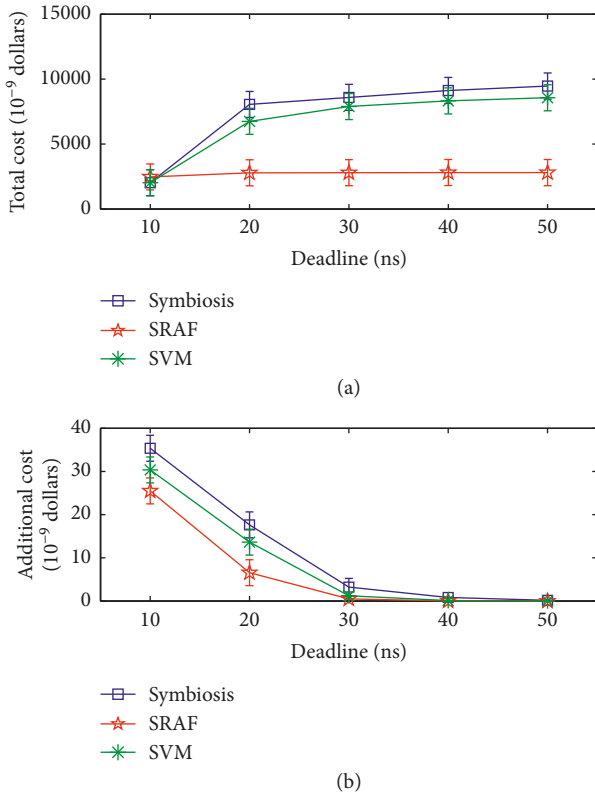 15000
10000
5000
0
Total cost (10⁻⁹ dollars)
10 20 30 40 50
Deadline (ns)
Symbiosis
SRAF
SVM
(a)
40
30
20
10
0
Additional cost
(10⁻⁹ dollars)
10 20 30 40 50
Deadline (ns)
Symbiosis
SRAF
SVM
(b)